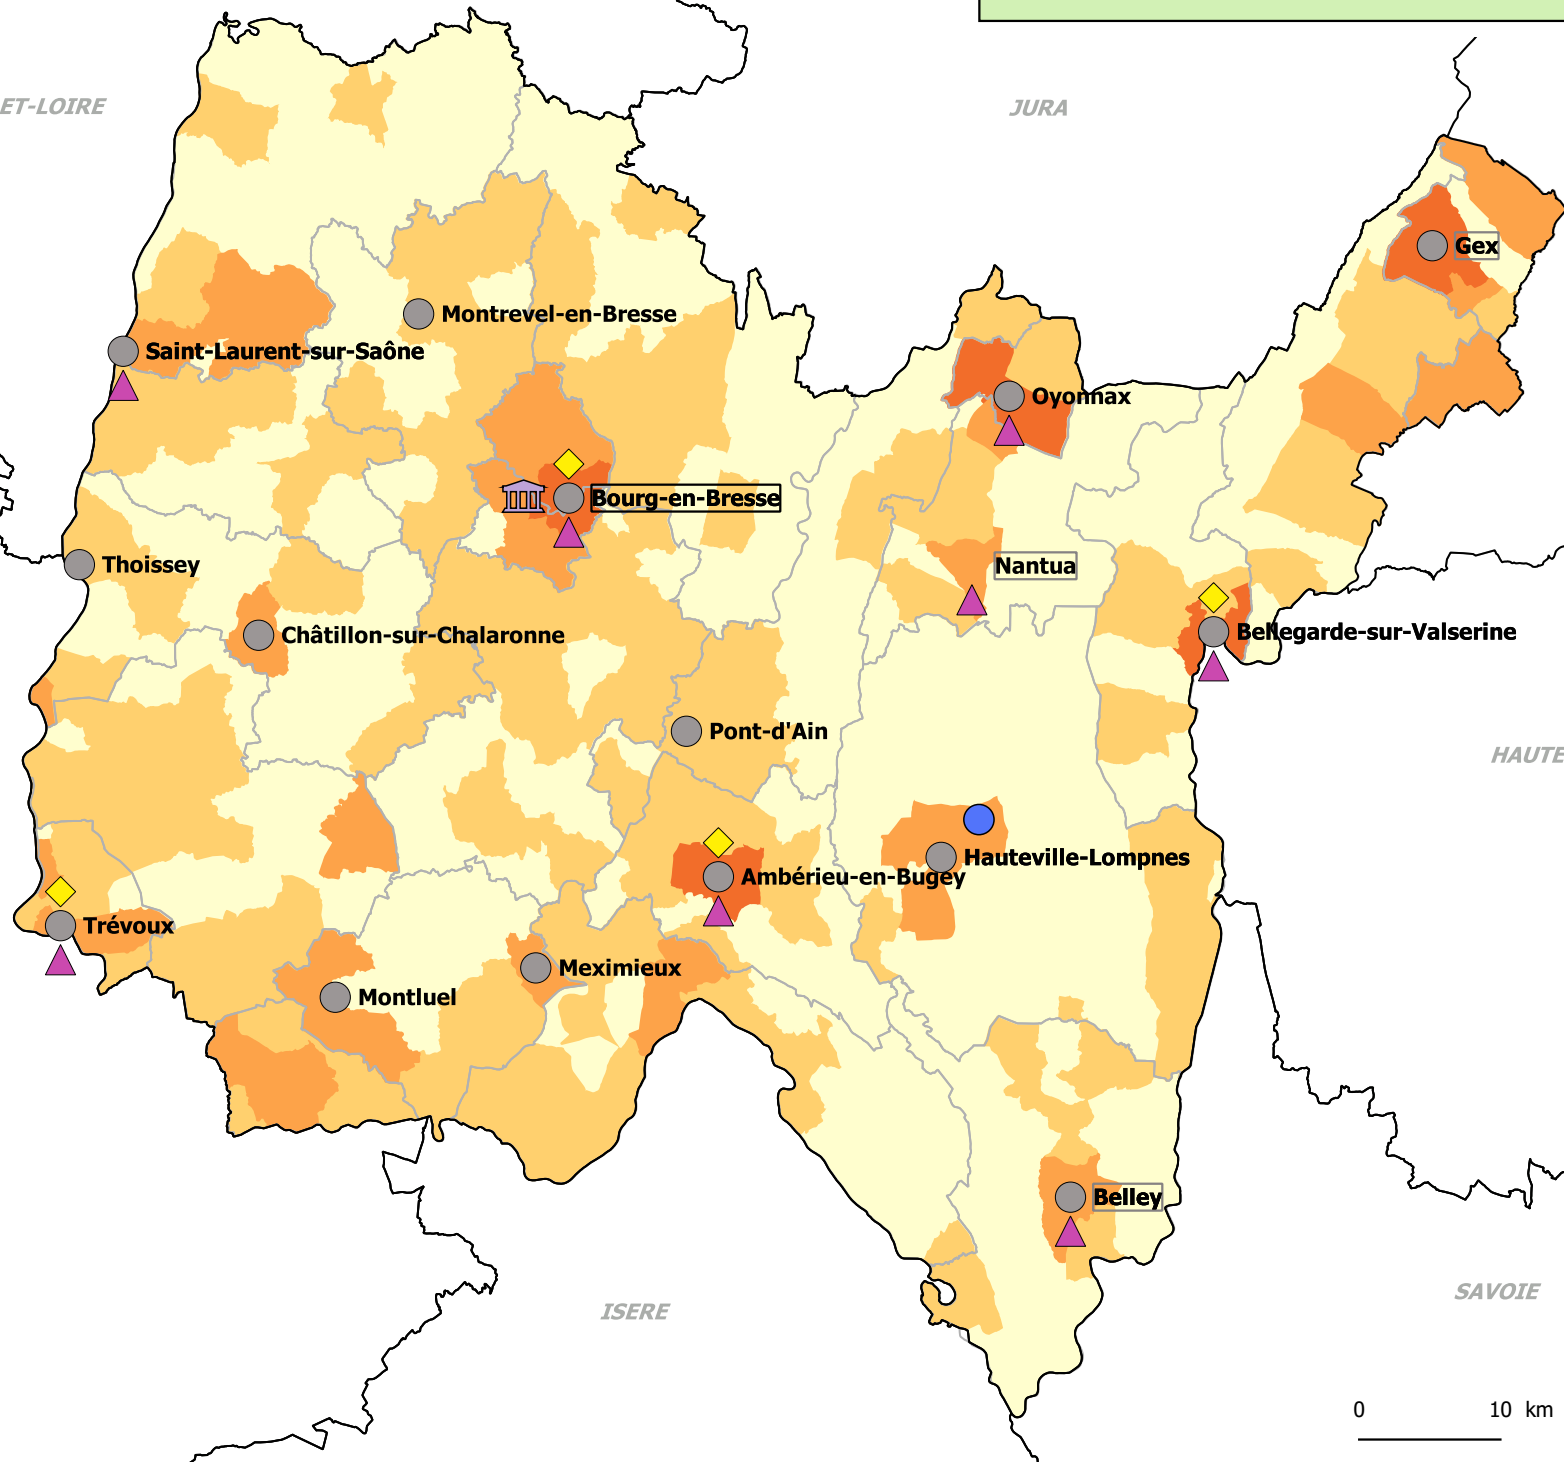 ET-LOIRE
JURA
Gex
Montrevel-en-Bresse
Saint-Laurent-sur-Saône
Oyonnax
Bourg-en-Bresse
Thoissey
Nantua
Châtillon-sur-Chalaronne
Bellegarde-sur-Valserine
Pont-d'Ain
HAUTE
Hauteville-Lompnes
Ambérieu-en-Bugey
Trévoux
Meximieux
Montluel
Belley
ISERE
SAVOIE
0 10 km